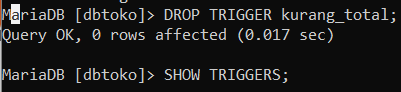 MariaDB [dbtoko]> DROP TRIGGER kurang_total;
Query OK, 0 rows affected (0.017 sec)
MariaDB [dbtoko]> SHOW TRIGGERS;